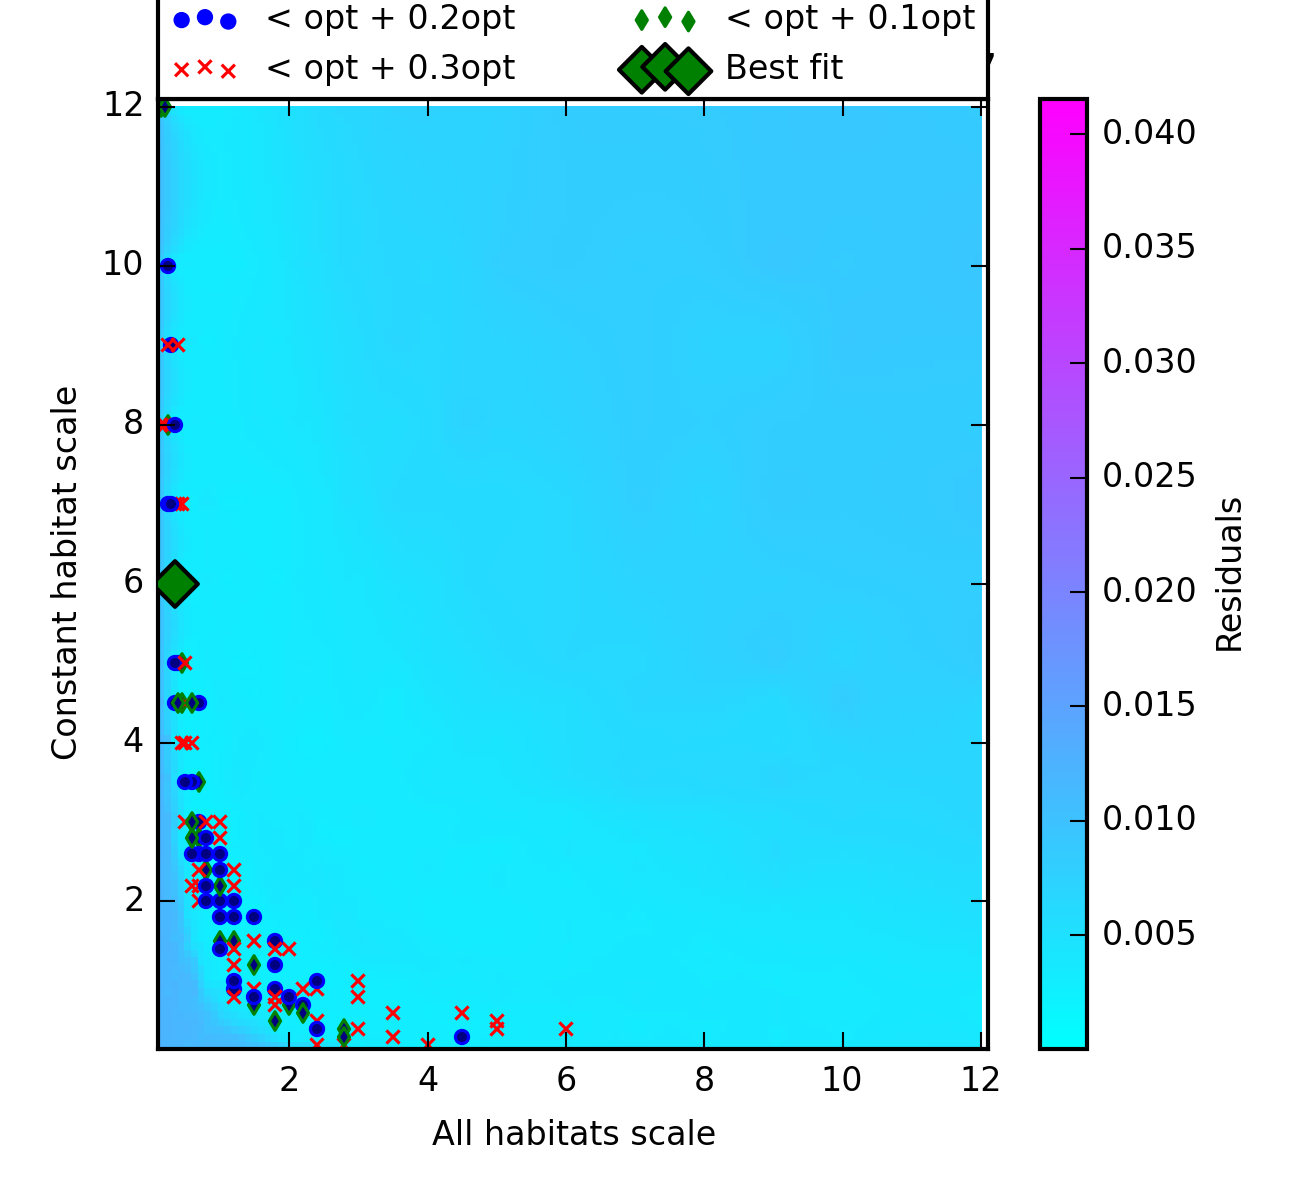 < opt + 0.2opt
< opt + 0.1opt
< opt + 0.3opt
Best fit
12
10
8
6
4
2
Constant habitat scale
2 4 6 8 10 12
All habitats scale
0.040
0.035
0.030
0.025
0.020
0.015
0.010
0.005
Residuals